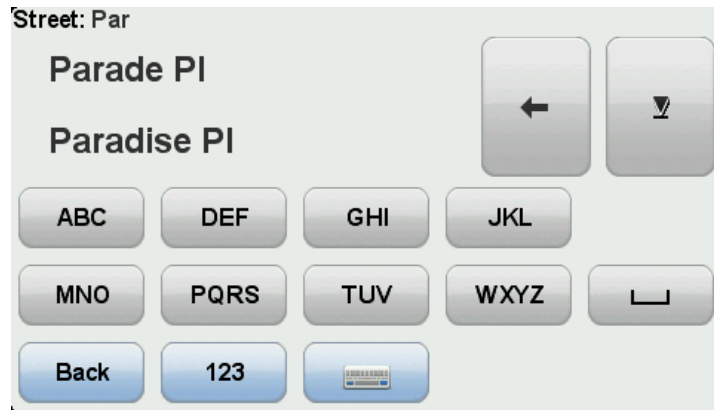 Street: Par
Parade Pl
Paradise Pl
ABC DEF GHI JKL
MNO PQRS TUV WXYZ
Back 123